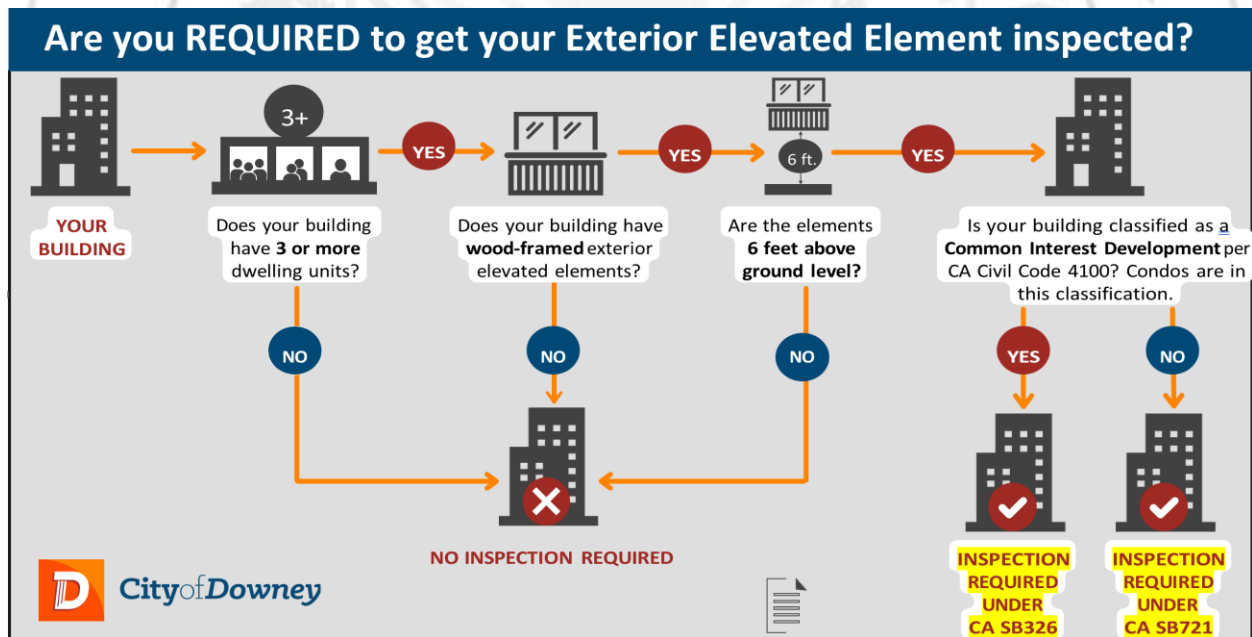 Are you REQUIRED to get your Exterior Elevated Element inspected?
3+
YES
YES
6 ft.
YES
YOUR
BUILDING
Does your building
have 3 or more
dwelling units?
Does your building have
wood-framed exterior
elevated elements?
Are the elements
6 feet above
ground level?
Is your building classified as a
Common Interest Development per
CA Civil Code 4100? Condos are in
this classification.
NO
NO
NO
YES
NO
NO INSPECTION REQUIRED
INSPECTION
REQUIRED
UNDER
CA SB326
INSPECTION
REQUIRED
UNDER
CA SB721
D
CityofDowney